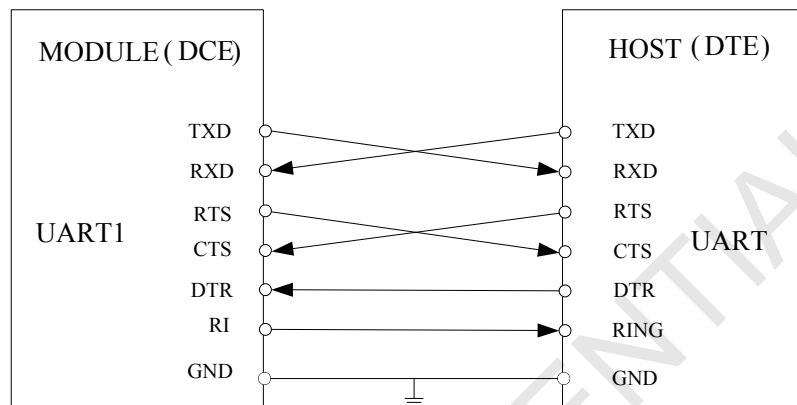 MODULE ( DCE)
HOST ( DTE)
TXD
TXD
RXD
RXD
RTS
RTS
UART1
UART
CTS
CTS
DTR
DTR
RI
RING
GND
GND
ENTIAL